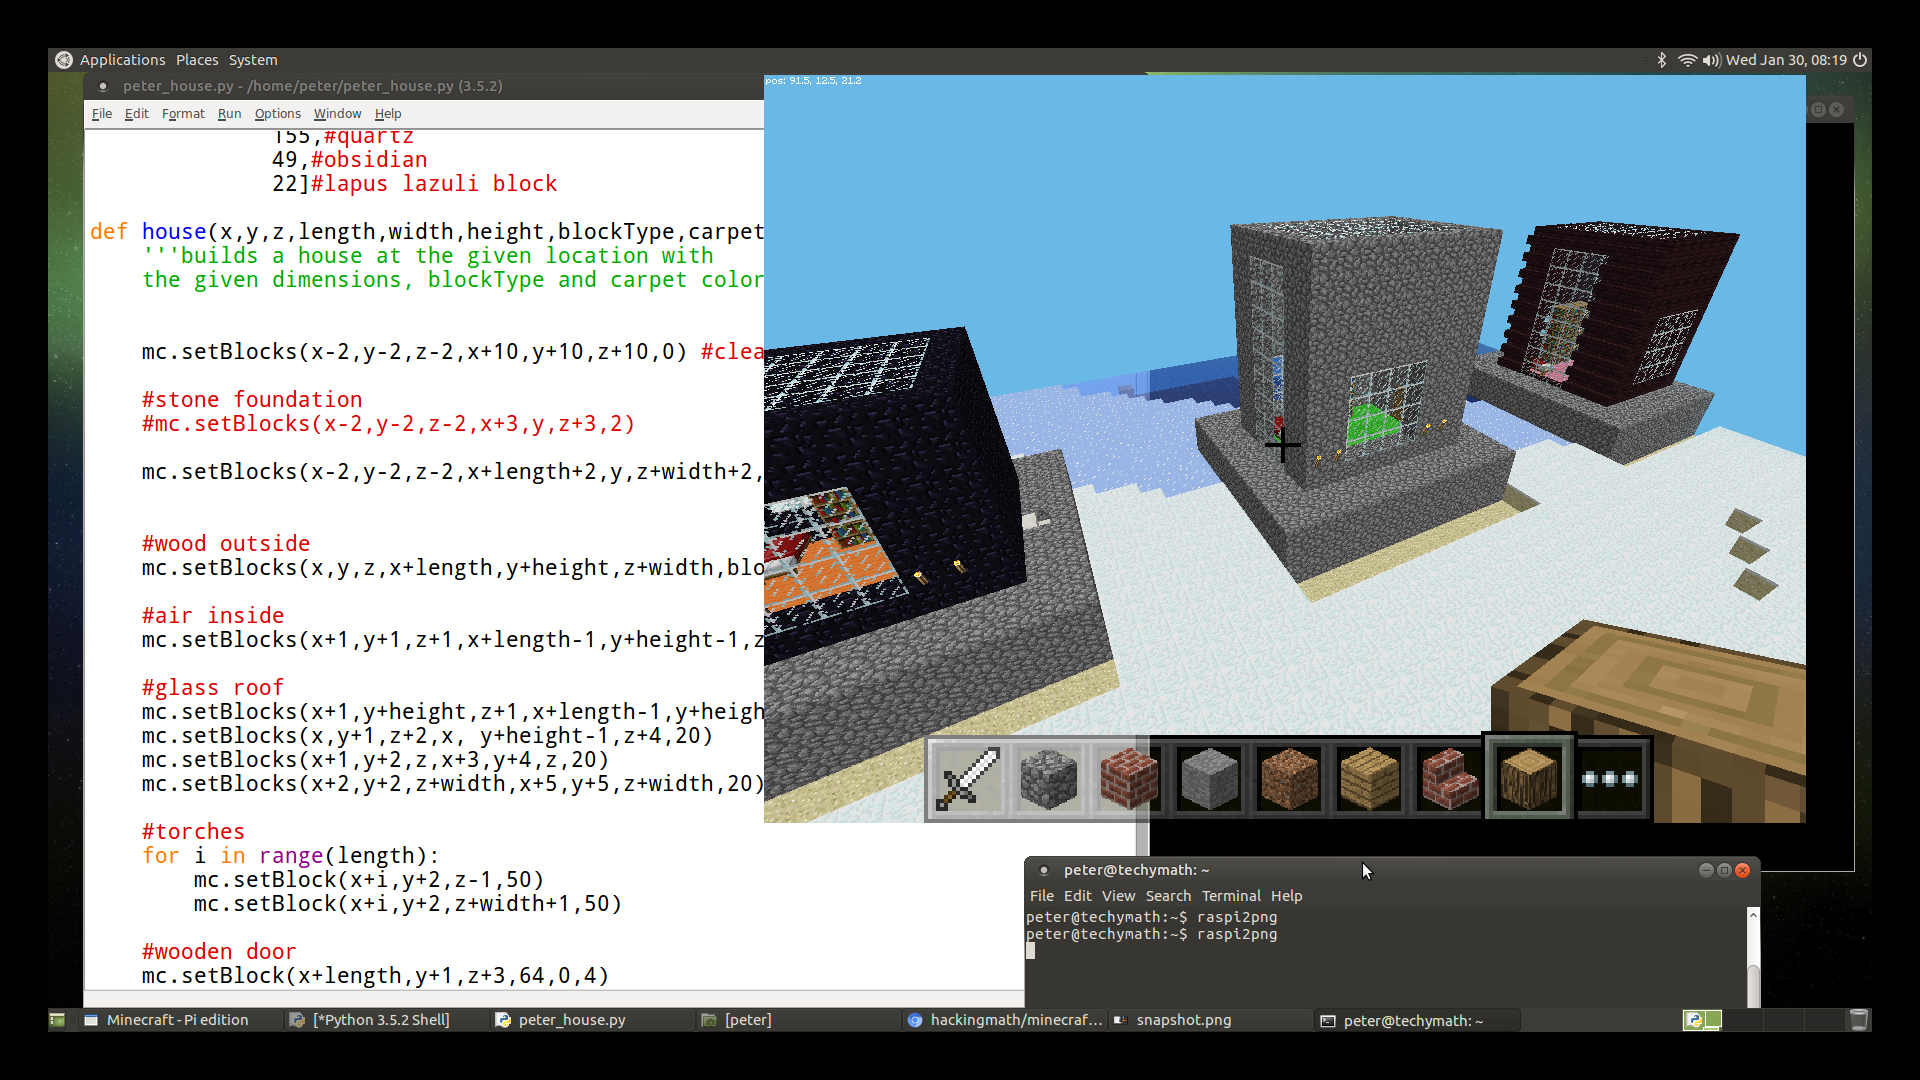 Applications Places System
Wed Jan 30, 08:19
peter_house.py - /home/peter/peter_house.py (3.5.2)
File Edit Format Run Options Window Help
155,#quartz
49,#obsidian
22]#lapus lazuli block
def house(x,y,z,length,width,height,blockType,carpet
'''builds a house at the given location with
the given dimensions, blockType and carpet color
mc.setBlocks(x-2,y-2,z-2,x+10,y+10,z+10,0) #clea
#stone foundation
#mc.setBlocks(x-2,y-2,z-2,x+3,y,z+3,2)
mc.setBlocks(x-2,y-2,z-2,x+length+2,y,z+width+2,
#wood outside
mc.setBlocks(x,y,z,x+length,y+height,z+width,blo
#air inside
mc.setBlocks(x+1,y+1,z+1,x+length-1,y+height-1,z
#glass roof
mc.setBlocks(x+1,y+height,z+1,x+length-1,y+heigh
mc.setBlocks(x,y+1,z+2,x, y+height-1,z+4,20)
mc.setBlocks(x+1,y+2,z,x+3,y+4,z,20)
mc.setBlocks(x+2,y+2,z+width,x+5,y+5,z+width,20)
#torches
for i in range(length):
mc.setBlock(x+i,y+2,z-1,50)
mc.setBlock(x+i,y+2,z+width+1,50)
#wooden door
mc.setBlock(x+length,y+1,z+3,64,0,4)
pos: 91.5, 12.5, 21.2
peter@techymath: ~
File Edit View Search Terminal Help
peter@techymath:~$ raspi2png
peter@techymath:~$ raspi2png
Minecraft - Pi edition
[*Python 3.5.2 Shell]
peter_house.py
[peter]
hackingmath/minecraf...
snapshot.png
peter@techymath: ~